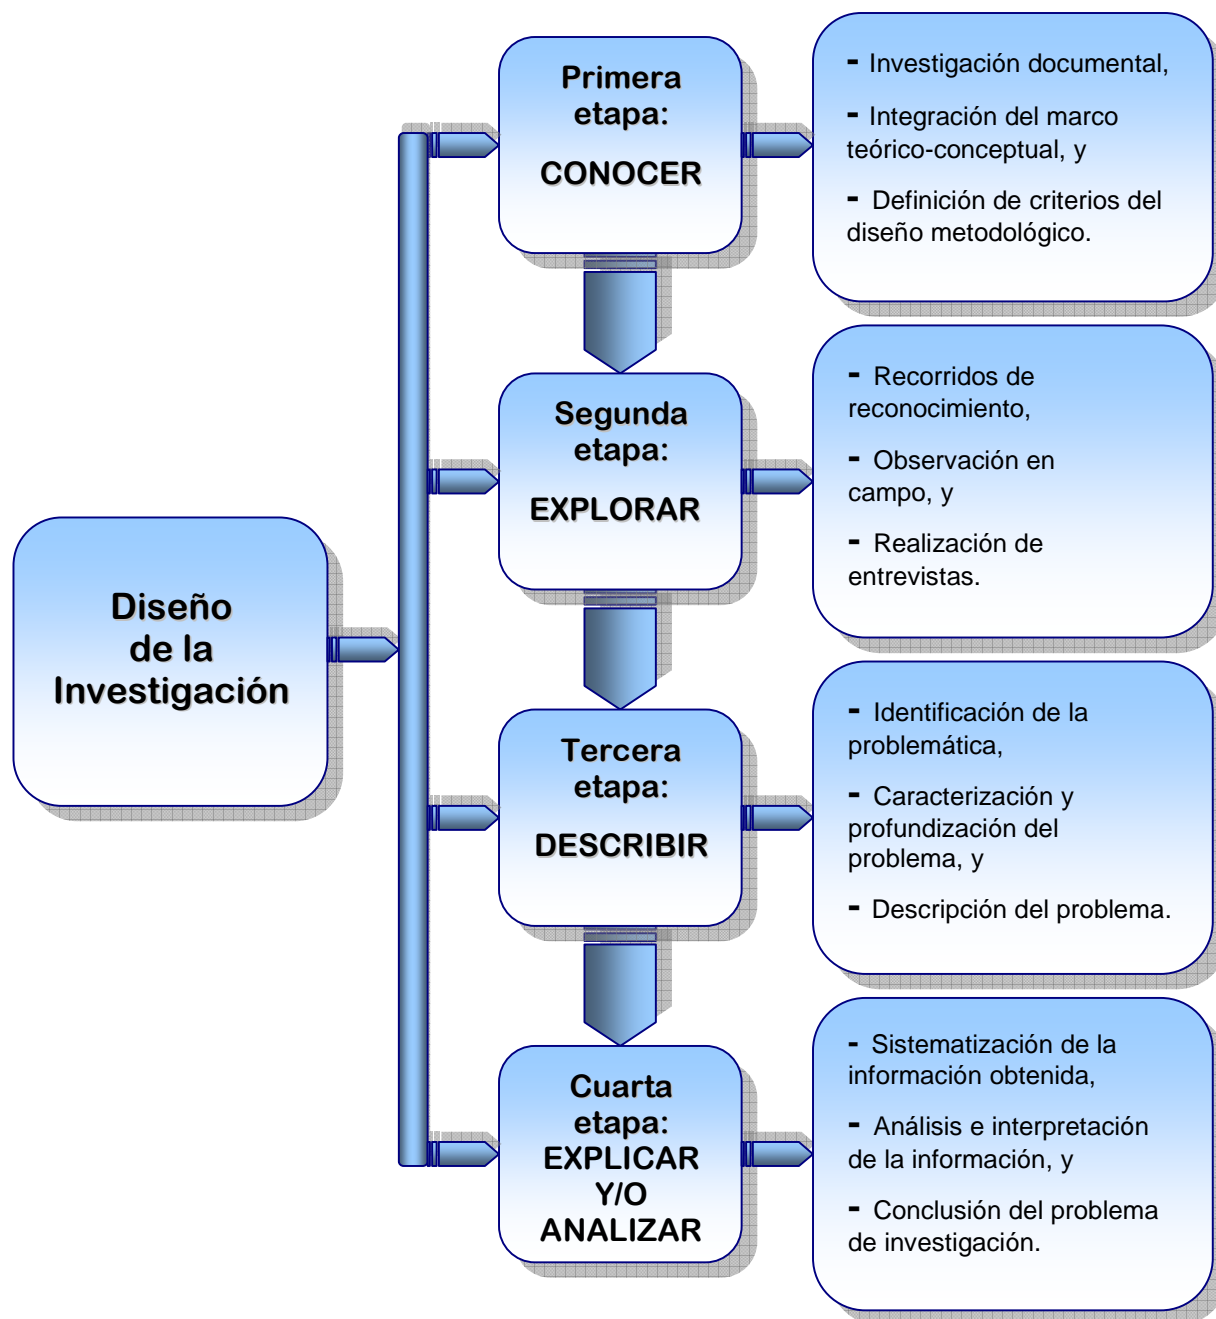 Diseño
de la
Investigación
Primera
etapa:
CONOCER
- Investigación documental,
- Integración del marco
teórico-conceptual, y
- Definición de criterios del
diseño metodológico.
Segunda
etapa:
EXPLORAR
- Recorridos de
reconocimiento,
- Observación en
campo, y
- Realización de
entrevistas.
Tercera
etapa:
DESCRIBIR
- Identificación de la
problemática,
- Caracterización y
profundización del
problema, y
- Descripción del problema.
Cuarta
etapa:
EXPLICAR
Y/O
ANALIZAR
- Sistematización de la
información obtenida,
- Análisis e interpretación
de la información, y
- Conclusión del problema
de investigación.